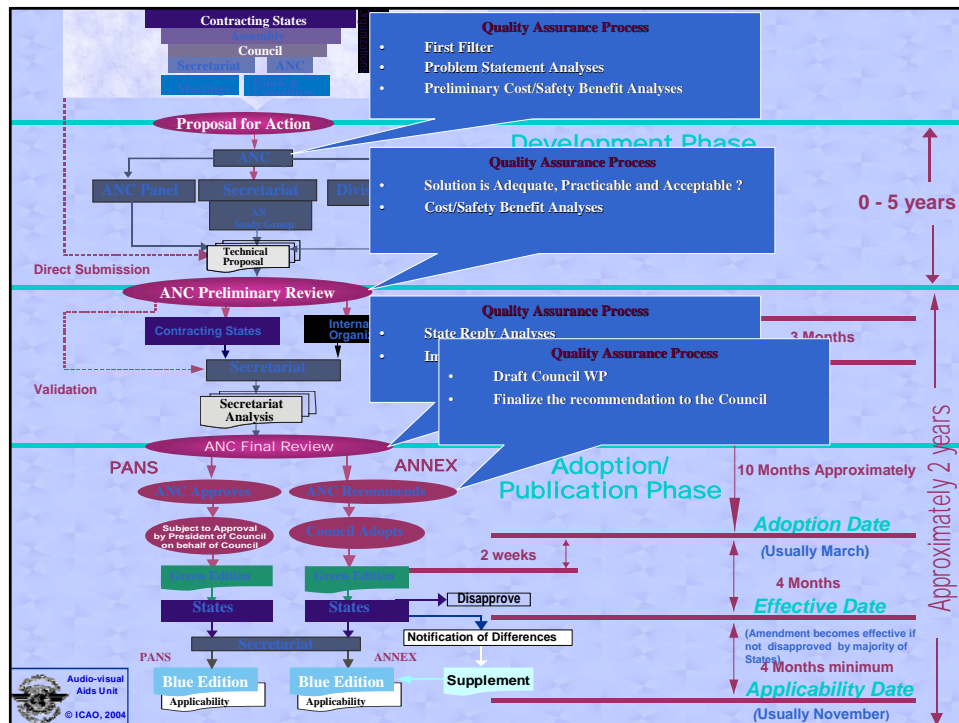 Contracting States
Assembly
Council
Secretariat ANC
Meetings
Proposal for Action
Quality Assurance Process
• First Filter
• Problem Statement Analyses
• Preliminary Cost/Safety Benefit Analyses
Development Phase
ANC
ANC Panel
Secretariat
AN
Study Group
Technical
Proposal
Direct Submission
Quality Assurance Process
• Solution is Adequate, Practicable and Acceptable ?
• Cost/Safety Benefit Analyses
0 - 5 years
ANC Preliminary Review
Contracting States
Secretariat
Validation
Secretariat
Analysis
Quality Assurance Process
• State Reply Analyses
Quality Assurance Process
• Draft Council WP
• Finalize the recommendation to the Council
3 Months
ANC Final Review
PANS
ANNEX
Adoption/
Publication Phase
10 Months Approximately
Approximately 2 years
ANC Approves
ANC Recommends
Subject to Approval
by President of Council
on behalf of Council
Council Adopts
Adoption Date
(Usually March)
2 weeks
Green Edition
Green Edition
4 Months
States
States
Disapprove
Effective Date
Notification of Differences
(Amendment becomes effective if
not disapproved by majority of
States)
Secretariat
PANS
ANNEX
4 Months minimum
Blue Edition
Applicability
Blue Edition
Applicability
Supplement
Applicability Date
(Usually November)
Audio-visual
Aids Unit
© ICAO, 2004